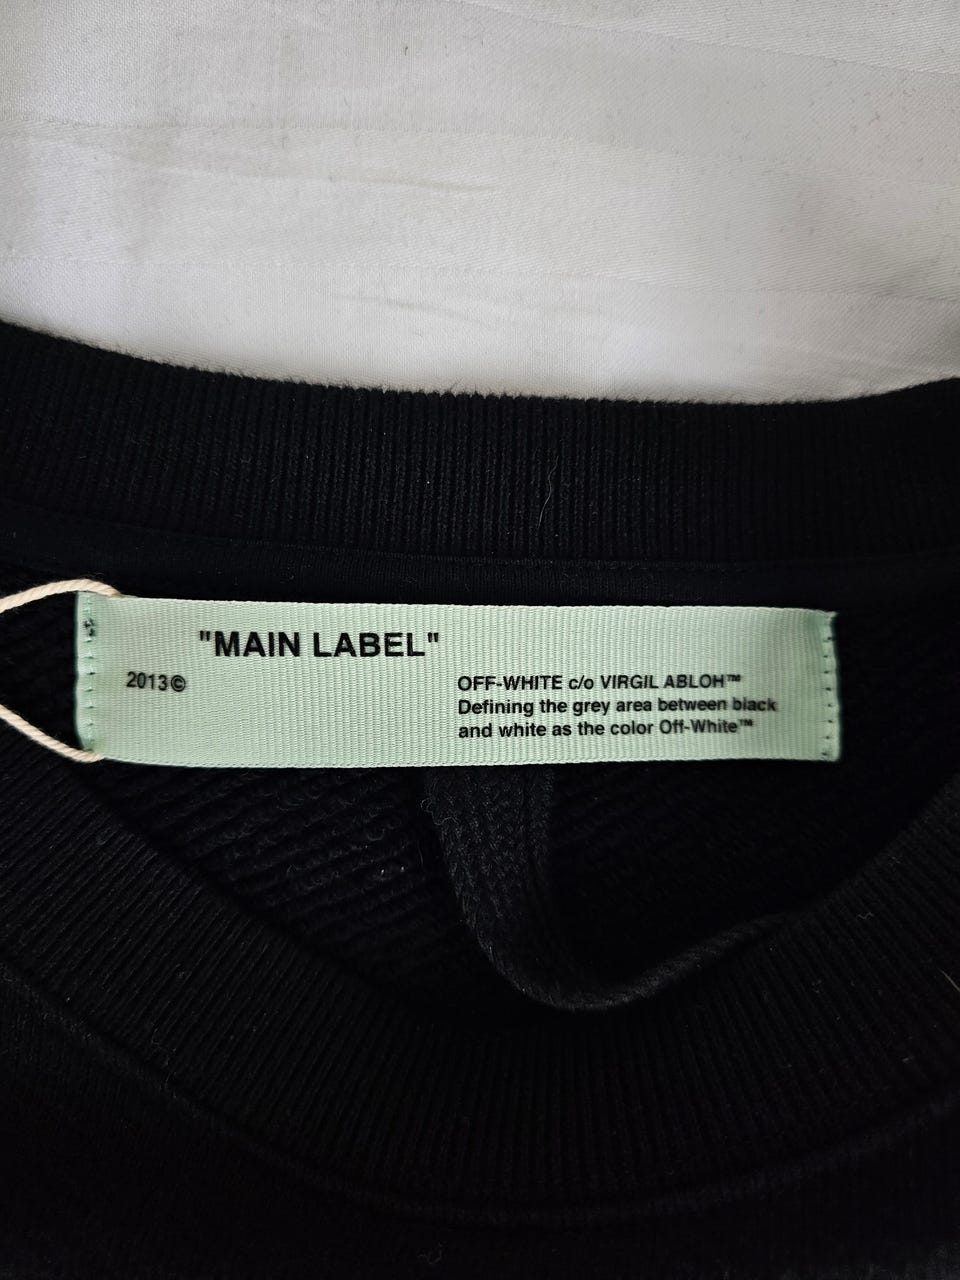 "MAIN LABEL"
2013©
OFF-WHITE c/o VIRGIL ABLOH™
Defining the grey area between black
and white as the color Off-White™